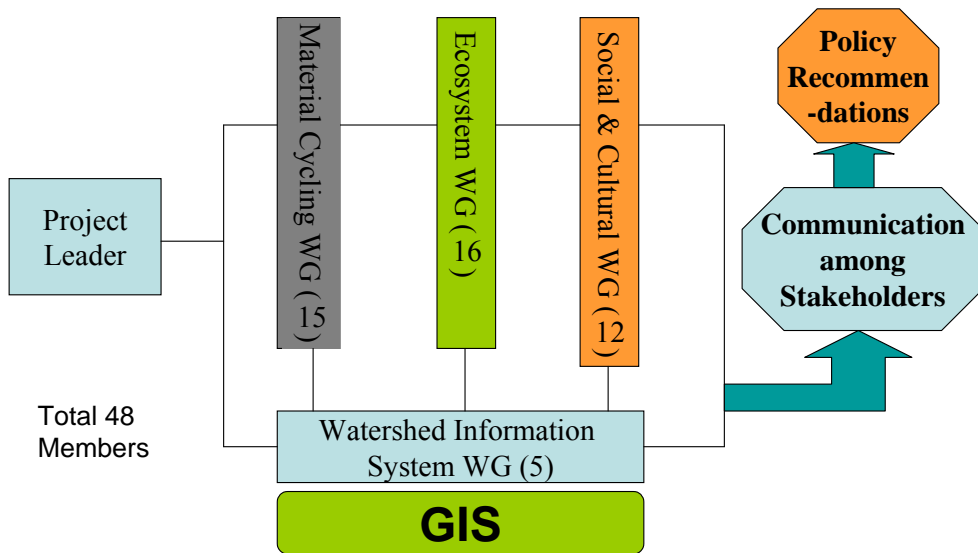 Project
Leader
Total 48
Members
Material Cycling WG (15)
Ecosystem WG (16)
Social & Cultural WG (12)
Watershed Information
System WG (5)
GIS
Policy
Recommen
-dations
Communication
among
Stakeholders